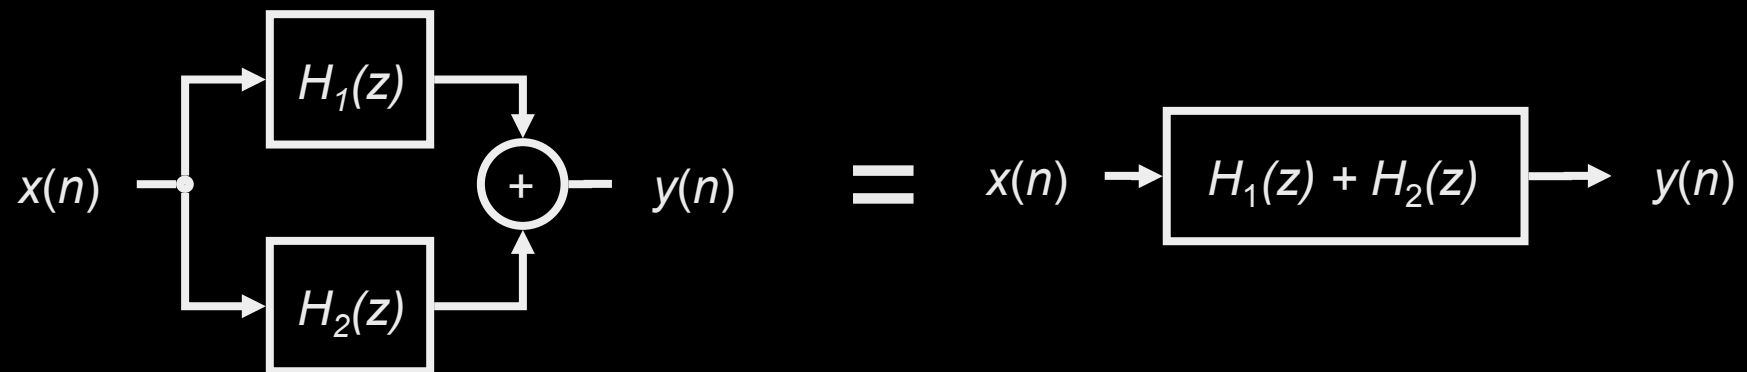 H₁(z)
x(n)
+
y(n)
=
x(n)
H₁(z) + H₂(z)
y(n)
H₂(z)